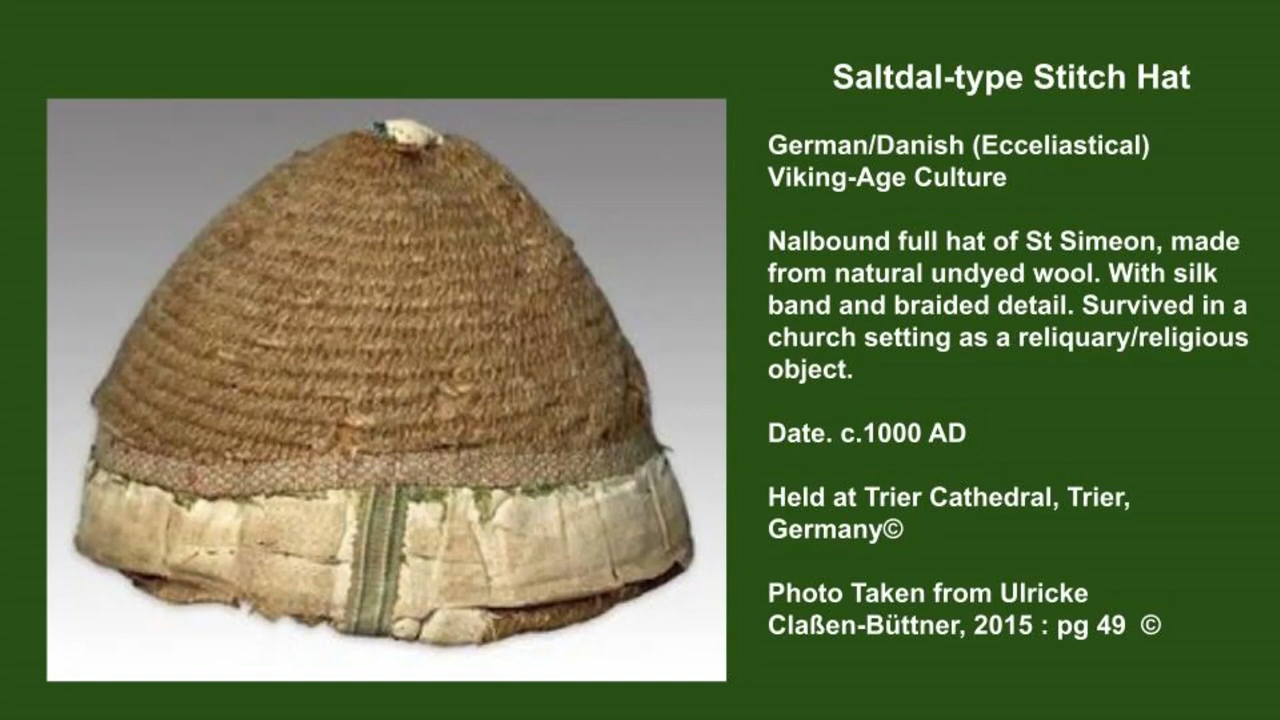 Saltdal-type Stitch Hat
German/Danish (Ecceliastical)
Viking-Age Culture
Nalbound full hat of St Simeon, made
from natural undyed wool. With silk
band and braided detail. Survived in a
church setting as a reliquary/religious
object.
Date. c.1000 AD
Held at Trier Cathedral, Trier,
Germany©
Photo Taken from Ulricke
Claßen-Büttner, 2015 : pg 49 ©